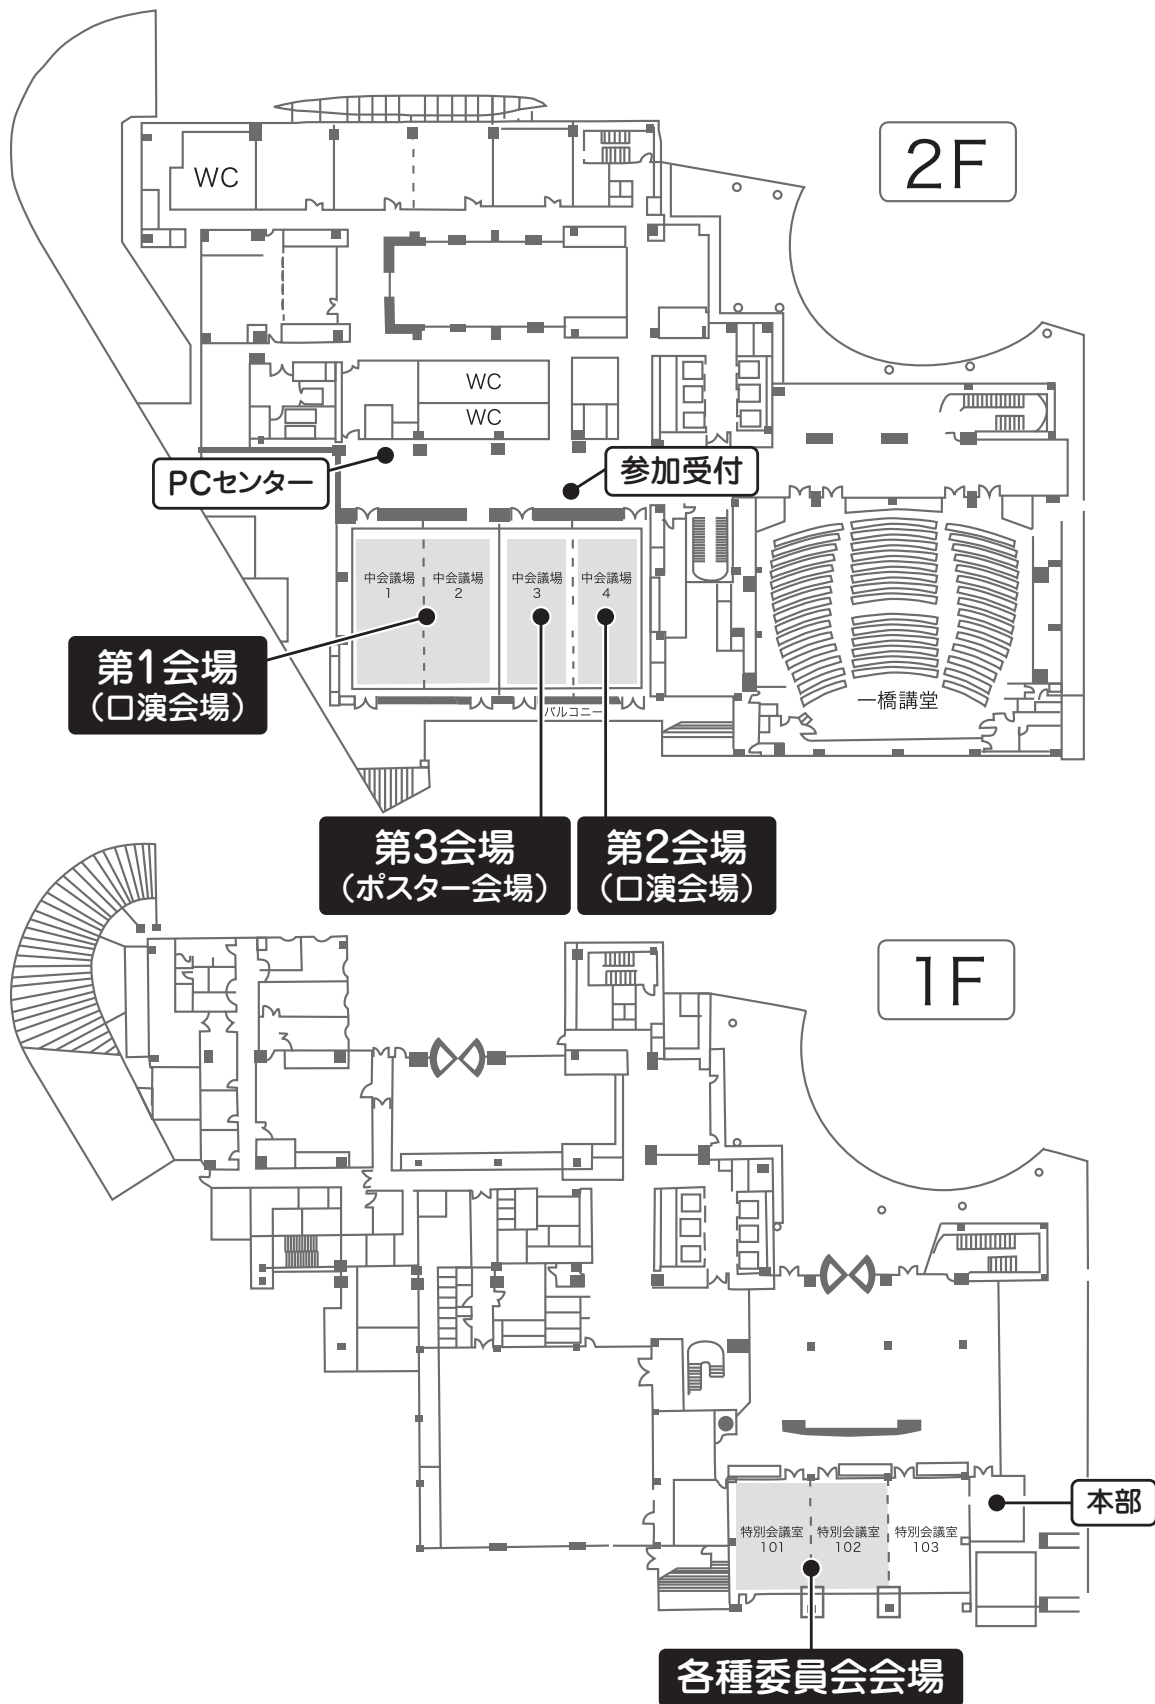 2F
WC
WC
WC
PCセンター
参加受付
中会議場
1
中会議場
2
中会議場
3
中会議場
4
第1会場
（口演会場）
一橋講堂
バルコニー
第3会場
（ポスター会場）
第2会場
（口演会場）
1F
本部
特別会議室
101
特別会議室
102
特別会議室
103
各種委員会会場